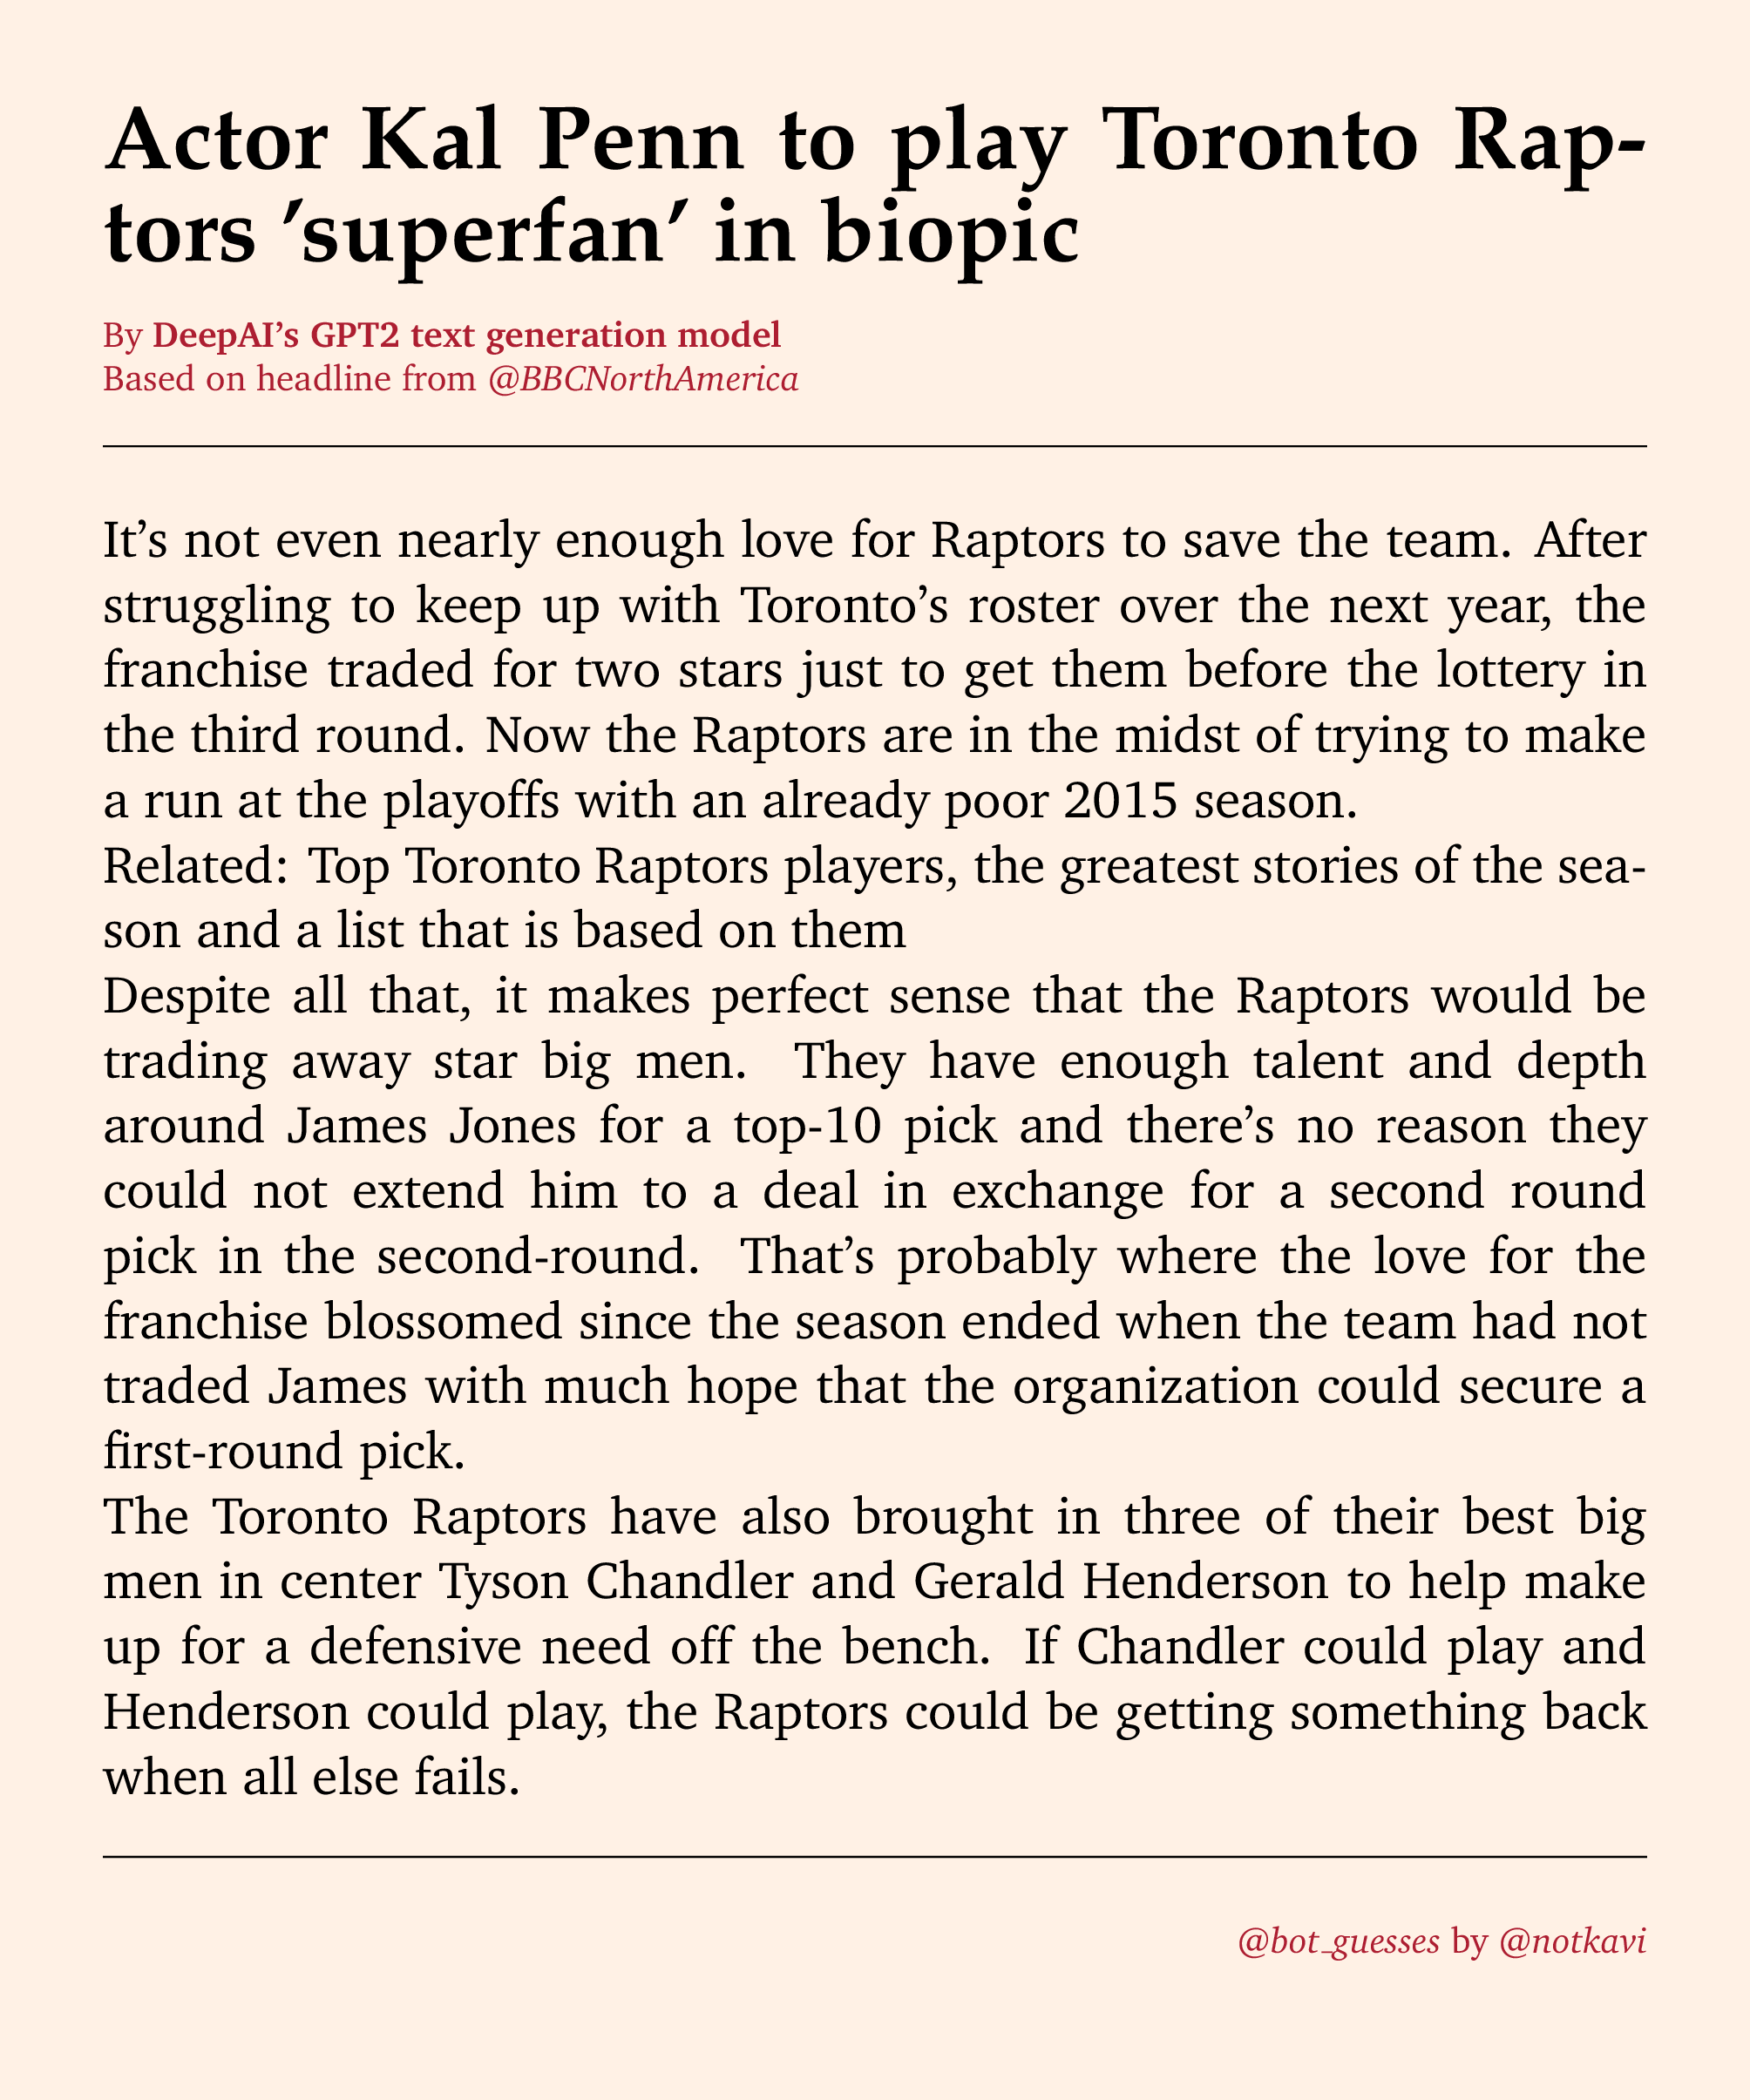 Actor Kal Penn to play Toronto Rap-
tors ’superfan’ in biopic
By DeepAI’s GPT2 text generation model
Based on headline from @BBCNorthAmerica
It’s not even nearly enough love for Raptors to save the team. After
struggling to keep up with Toronto’s roster over the next year, the
franchise traded for two stars just to get them before the lottery in
the third round. Now the Raptors are in the midst of trying to make
a run at the playoffs with an already poor 2015 season.
Related: Top Toronto Raptors players, the greatest stories of the sea-
son and a list that is based on them
Despite all that, it makes perfect sense that the Raptors would be
trading away star big men. They have enough talent and depth
around James Jones for a top-10 pick and there’s no reason they
could not extend him to a deal in exchange for a second round
pick in the second-round. That’s probably where the love for the
franchise blossomed since the season ended when the team had not
traded James with much hope that the organization could secure a
first-round pick.
The Toronto Raptors have also brought in three of their best big
men in center Tyson Chandler and Gerald Henderson to help make
up for a defensive need off the bench. If Chandler could play and
Henderson could play, the Raptors could be getting something back
when all else fails.
@bot_guesses by @notkavi